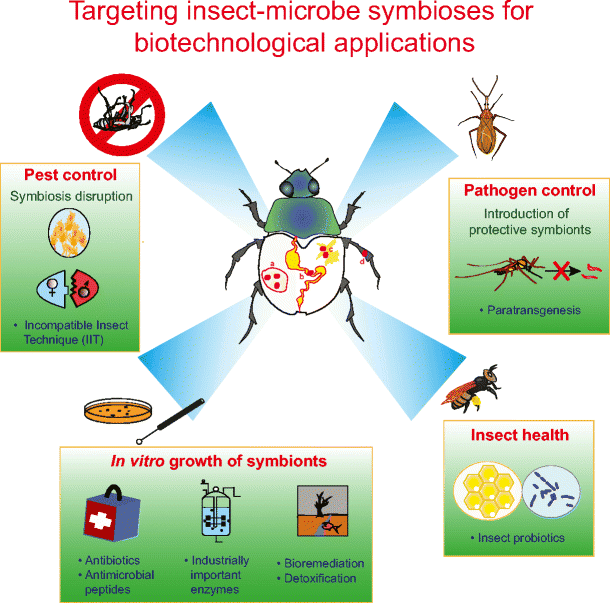 Targeting insect-microbe symbioses for
biotechnological applications
Pest control
Symbiosis disruption
• Incompatible Insect
Technique (IIT)
Pathogen control
Introduction of
protective symbionts
• Paratransgenesis
In vitro growth of symbionts
• Antibiotics
• Antimicrobial
peptides
• Industrially
important
enzymes
• Bioremediation
• Detoxification
Insect health
• Insect probiotics